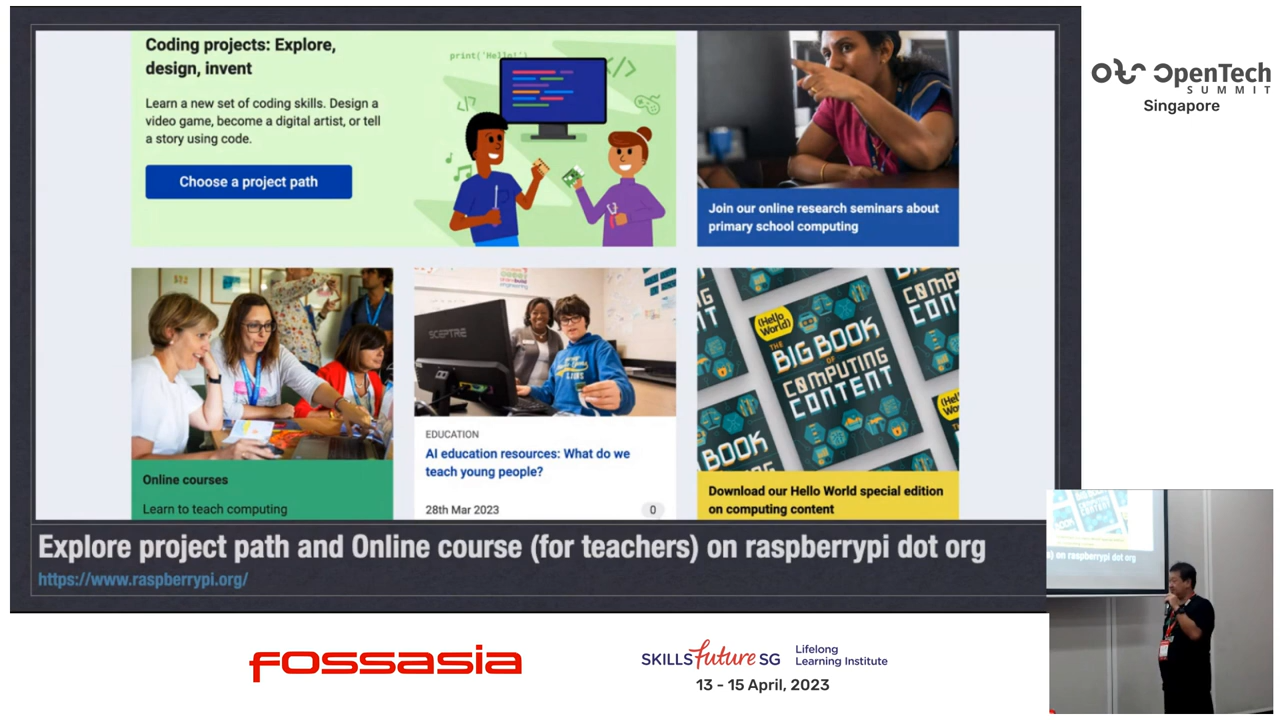 Coding projects: Explore,
design, invent
Learn a new set of coding skills. Design a
video game, become a digital artist, or tell
a story using code.
Choose a project path
print('Hello!')
</>
</>
Join our online research seminars about
primary school computing
OpenTech
SUMMIT
Singapore
Online courses
Learn to teach computing
SCEPTRE
EDUCATION
AI education resources: What do we
teach young people?
28th Mar 2023
0
(Hello
World)
THE
BIG BOOK
OF
COMPUTING
CONTENT
Download our Hello World special edition
on computing content
Explore project path and Online course (for teachers) on raspberrypi dot org
https://www.raspberrypi.org/
) on raspberrypi dot org
fossasia
SKILLSfuture SG
Lifelong
Learning Institute
13 - 15 April, 2023